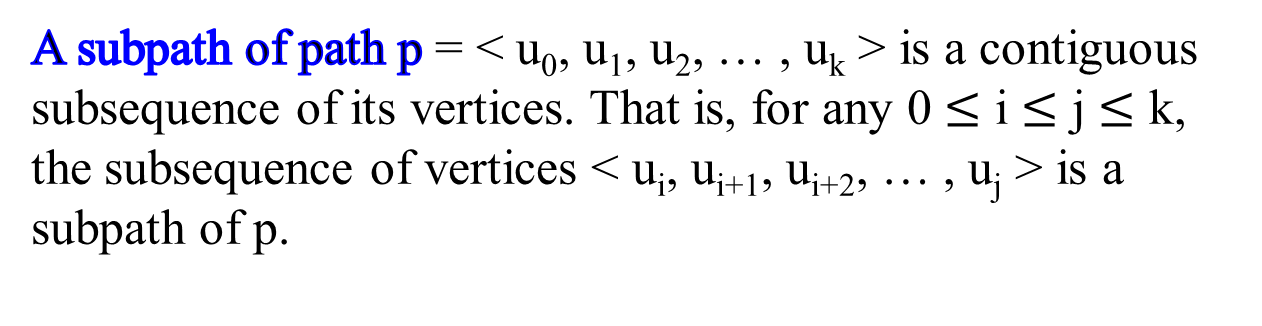 A subpath of path p = < u₀, u₁, u₂, … , uₖ > is a contiguous
subsequence of its vertices. That is, for any 0 ≤ i ≤ j ≤ k,
the subsequence of vertices < uᵢ, uᵢ₊₁, uᵢ₊₂, … , uⱼ > is a
subpath of p.